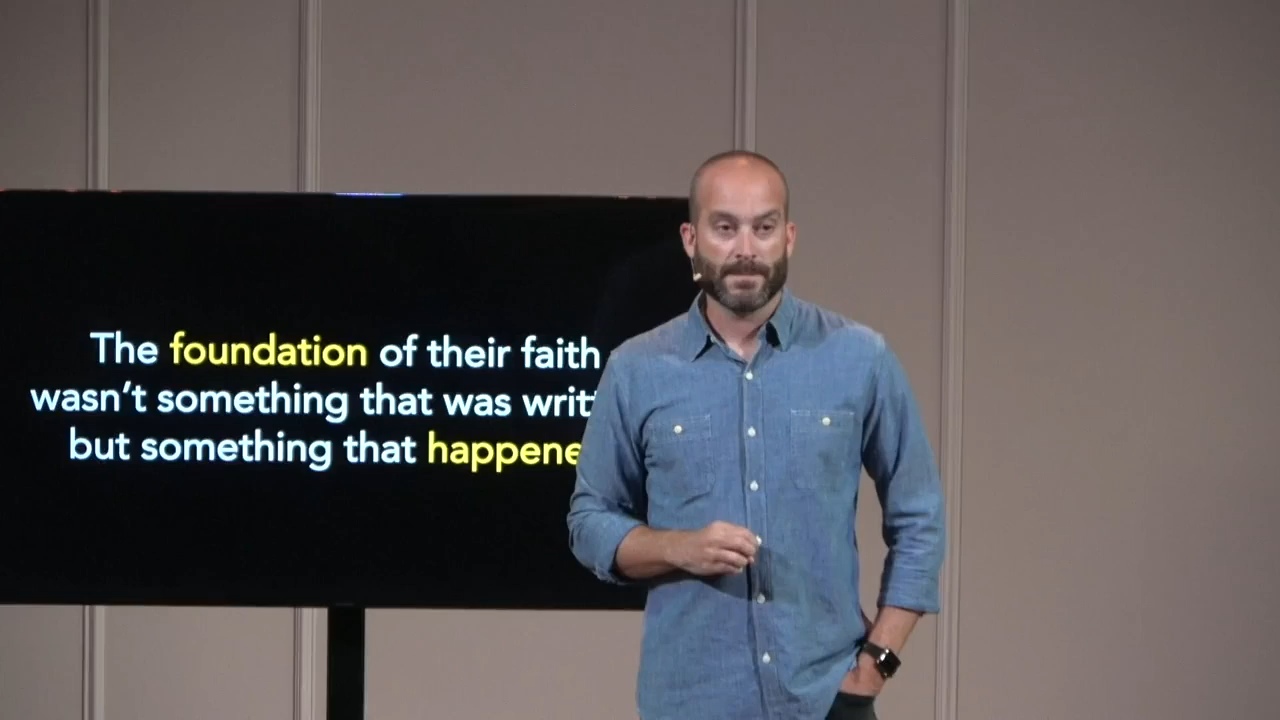 The foundation of their faith
wasn't something that was
but something that